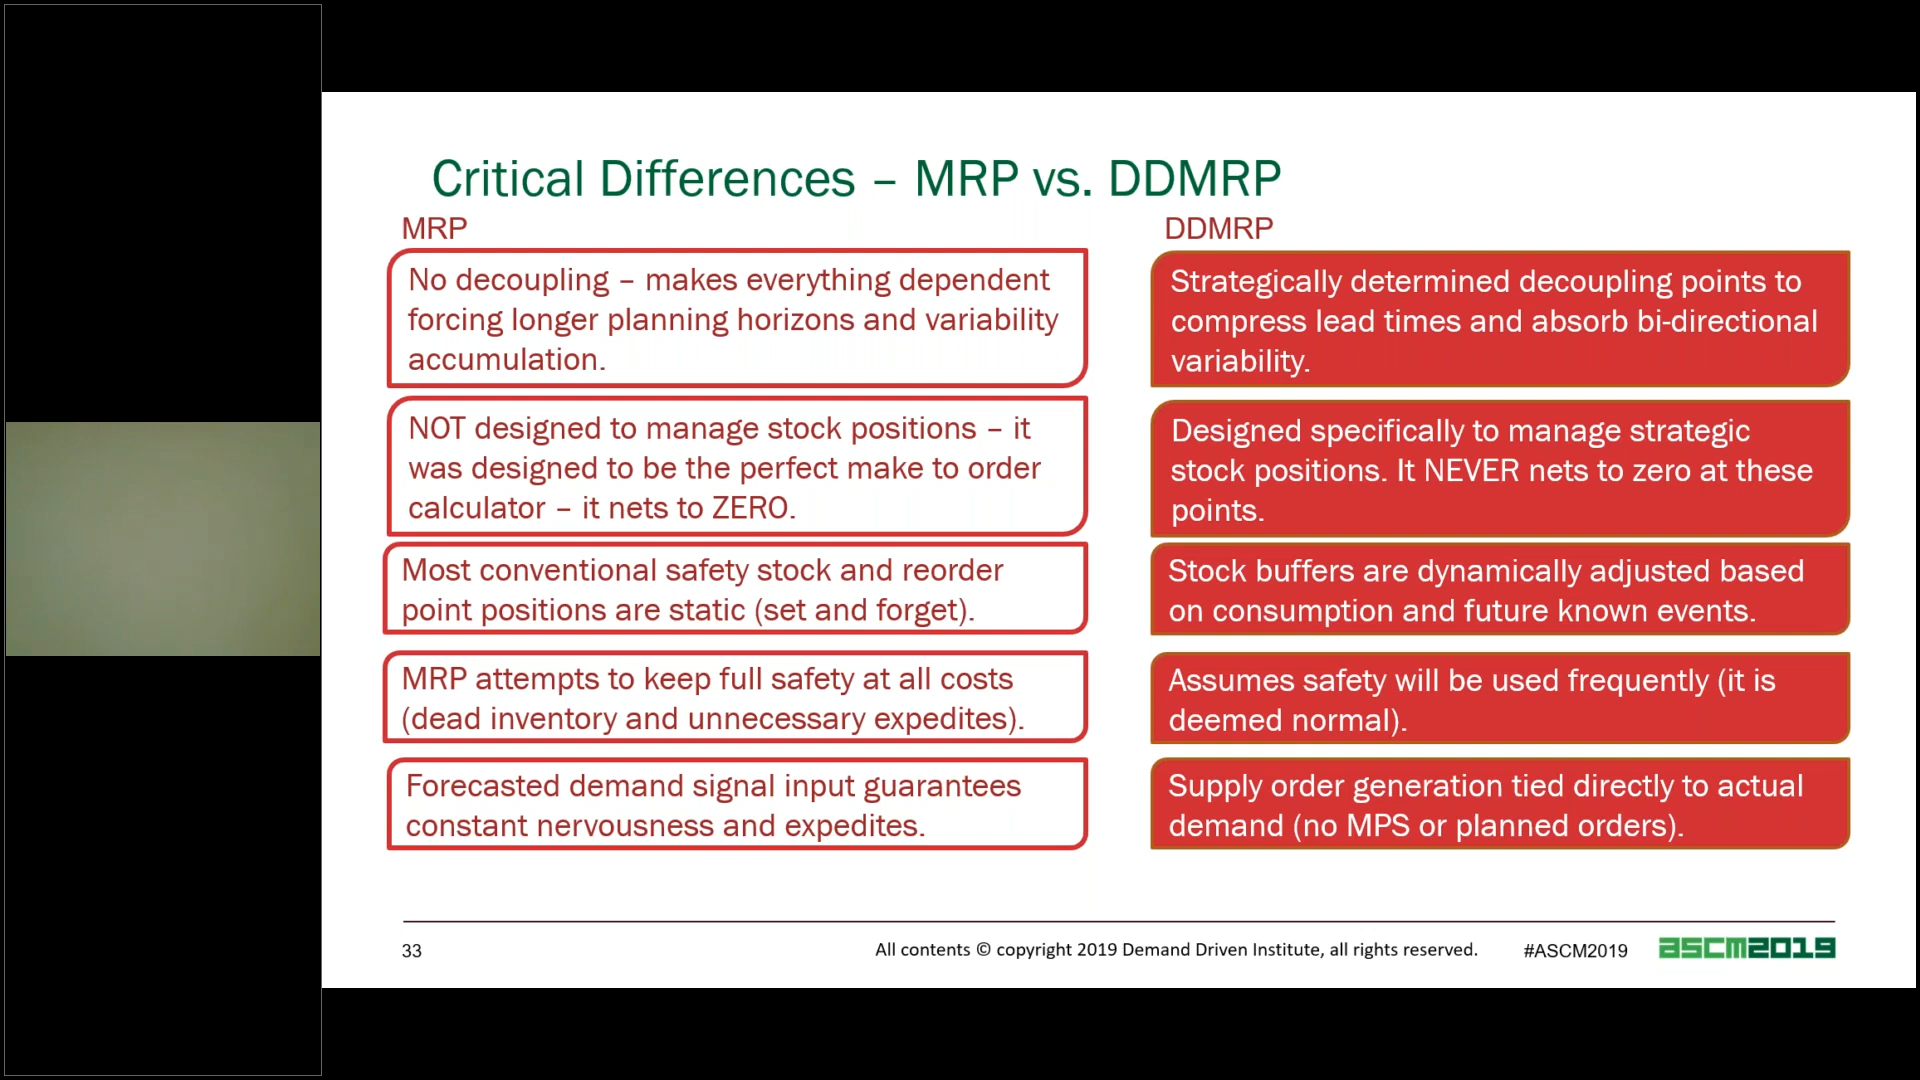 Critical Differences – MRP vs. DDMRP
MRP
No decoupling – makes everything dependent
forcing longer planning horizons and variability
accumulation.
NOT designed to manage stock positions – it
was designed to be the perfect make to order
calculator – it nets to ZERO.
Most conventional safety stock and reorder
point positions are static (set and forget).
MRP attempts to keep full safety at all costs
(dead inventory and unnecessary expedites).
Forecasted demand signal input guarantees
constant nervousness and expedites.
DDMRP
Strategically determined decoupling points to
compress lead times and absorb bi-directional
variability.
Designed specifically to manage strategic
stock positions. It NEVER nets to zero at these
points.
Stock buffers are dynamically adjusted based
on consumption and future known events.
Assumes safety will be used frequently (it is
deemed normal).
Supply order generation tied directly to actual
demand (no MPS or planned orders).
33
All contents © copyright 2019 Demand Driven Institute, all rights reserved.
#ASCM2019
ascm2019